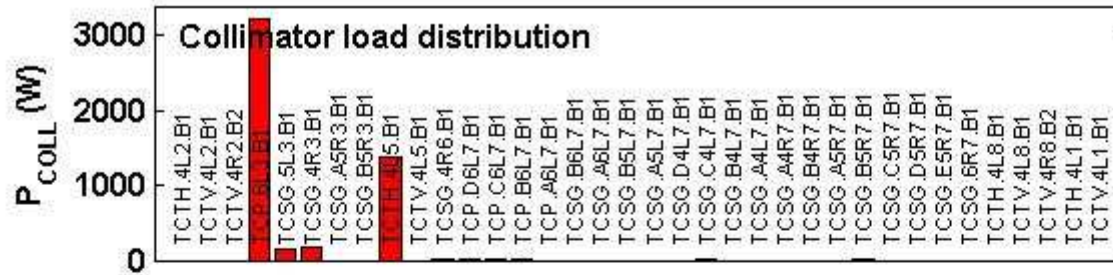 Collimator load distribution
P_COLL (W)
3000
2000
1000
0
TCTH.4L2.B1
TCTV.4L2.B1
TCTV.4R2.B2
TCP.6L3.B1
TCSG.5L3.B1
TCSG.4R3.B1
TCSG.A5R3.B1
TCSG.B5R3.B1
TCTH.4L5.B1
TCTV.4L5.B1
TCSG.4R6.B1
TCP.D6L7.B1
TCP.C6L7.B1
TCP.B6L7.B1
TCP.A6L7.B1
TCSG.B6L7.B1
TCSG.A6L7.B1
TCSG.B5L7.B1
TCSG.A5L7.B1
TCSG.D4L7.B1
TCSG.C4L7.B1
TCSG.B4L7.B1
TCSG.A4L7.B1
TCSG.A4R7.B1
TCSG.B4R7.B1
TCSG.A5R7.B1
TCSG.B5R7.B1
TCSG.C5R7.B1
TCSG.D5R7.B1
TCSG.E5R7.B1
TCSG.6R7.B1
TCTH.4L8.B1
TCTV.4L8.B1
TCTV.4R8.B2
TCTH.4L1.B1
TCTV.4L1.B1